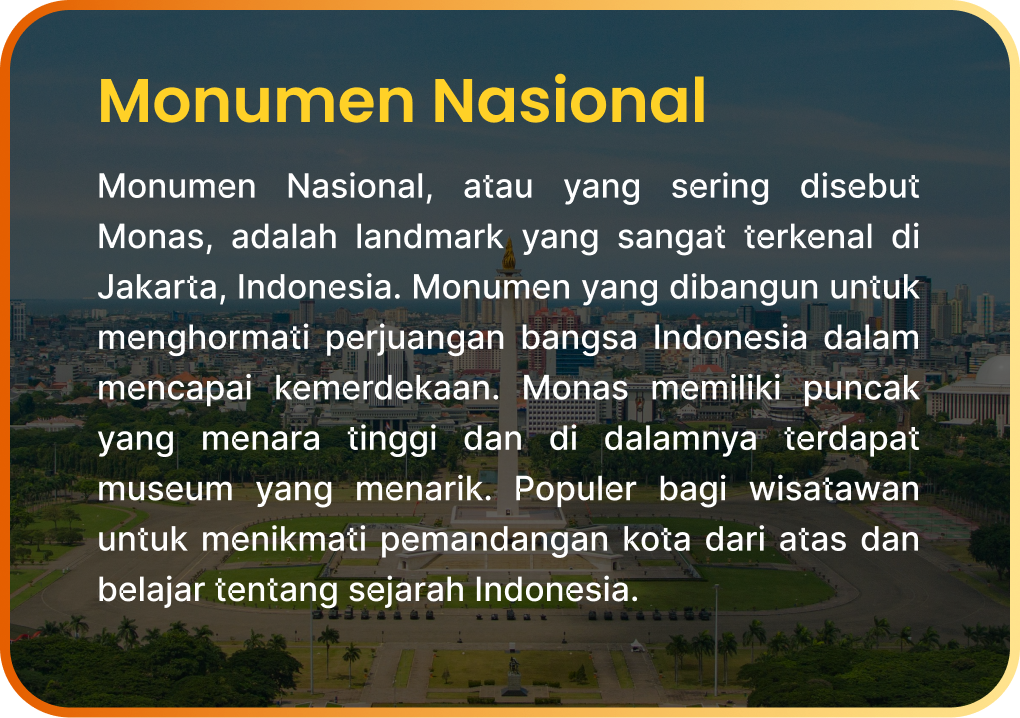 Monumen Nasional
Monumen Nasional, atau yang sering disebut
Monas, adalah landmark yang sangat terkenal di
Jakarta, Indonesia. Monumen yang dibangun untuk
menghormati perjuangan bangsa Indonesia dalam
mencapai kemerdekaan. Monas memiliki puncak
yang menara tinggi dan di dalamnya terdapat
museum yang menarik. Populer bagi wisatawan
untuk menikmati pemandangan kota dari atas dan
belajar tentang sejarah Indonesia.